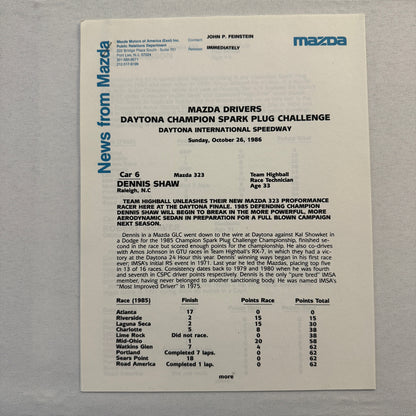 News from Mazda
Mazda Motors of America (East) Inc.
Public Relations Department
Contact: JOHN P. FEINSTEIN
Release: IMMEDIATELY
mazda
MAZDA DRIVERS
DAYTONA CHAMPION SPARK PLUG CHALLENGE
DAYTONA INTERNATIONAL SPEEDWAY
Sunday, October 26, 1986
Car 6 Mazda 323 Team Highball
DENNIS SHAW Race Technician
Raleigh, N.C Age 33
TEAM HIGHBALL UNLEASHES THEIR NEW MAZDA 323 PROFORMANCE
RACER HERE AT THE DAYTONA FINALE. 1985 DEFENDING CHAMPION
DENNIS SHAW WILL BEGIN TO BREAK IN THE MORE POWERFUL, MORE
AERODYNAMIC SEDAN IN PREPARATION FOR A FULL BLOWN CAMPAIGN
NEXT SEASON.
Dennis in a Mazda GLC went down to the wire at Daytona against Kal Showket in
a Dodge for the 1985 Champion Spark Plug Challenge Championship, finished second
in the race but scored enough points for the championship. He also co-drives
with Amos Johnson in GTU races in Team Highball's RX-7, in which they had a
victory at the Daytona 24 Hour this year. Dennis' winning ways began in his first race
ever: IMSA's initial RS event in 1971. Last year he led the Mazdas, placing top five
in 13 of 16 races. Consistency dates back to 1979 and 1980 when he was fourth
and seventh in CSPC driver points respectively. Dennis is the only "pure bred" IMSA
member, having never belonged to another sanctioning body. He was named IMSA's
"Most Improved Driver" in 1975.
Race (1985) Finish Points Race Points Total
Atlanta 17 0 0
Riverside 2 15 15
Laguna Seca 2 15 30
Charlotte 5 8 38
Lime Rock Did not race. 0 38
Mid-Ohio 1 20 58
Watkins Glen 7 4 62
Portland Completed 7 laps. 0 62
Sears Point 18 0 62
Road America Completed 1 lap. 0 62
more